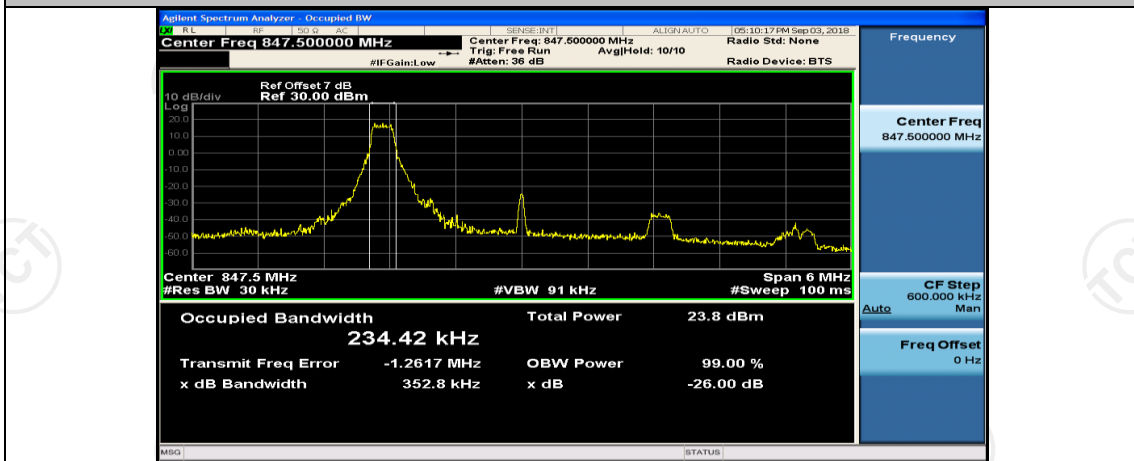 Agilent Spectrum Analyzer - Occupied BW
LXI RL RF 50 Ω AC SENSE:INT ALIGN AUTO 05:10:17 PM Sep 03, 2018
Center Freq 847.500000 MHz
Center Freq: 847.500000 MHz
Radio Std: None
Trig: Free Run Avg|Hold: 10/10
#IFGain:Low
#Atten: 36 dB
Radio Device: BTS
Ref Offset 7 dB
10 dB/div Ref 30.00 dBm
Log
20.0
10.0
0.00
-10.0
-20.0
-30.0
-40.0
-50.0
-60.0
Center 847.5 MHz Span 6 MHz
#Res BW 30 kHz #VBW 91 kHz #Sweep 100 ms
Occupied Bandwidth Total Power 23.8 dBm
234.42 kHz
Transmit Freq Error -1.2617 MHz OBW Power 99.00 %
x dB Bandwidth 352.8 kHz x dB -26.00 dB
MSG STATUS
Frequency
Center Freq
847.500000 MHz
CF Step
600.000 kHz
Auto Man
Freq Offset
0 Hz
TCT